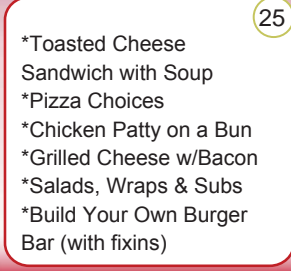 25
*Toasted Cheese
Sandwich with Soup
*Pizza Choices
*Chicken Patty on a Bun
*Grilled Cheese w/Bacon
*Salads, Wraps & Subs
*Build Your Own Burger
Bar (with fixins)